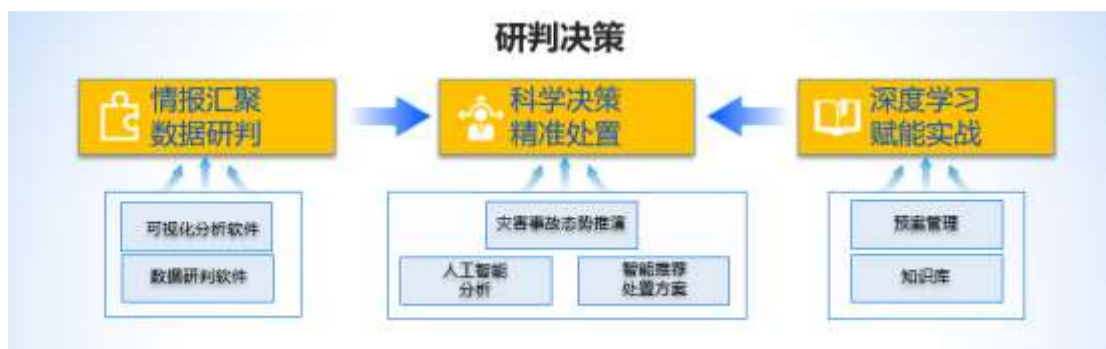 研判决策
情报汇聚
数据研判
科学决策
精准处置
深度学习
赋能实战
可视化分析软件
数据研判软件
灾害事故态势推演
人工智能
分析
智能推荐
处置方案
预案管理
知识库